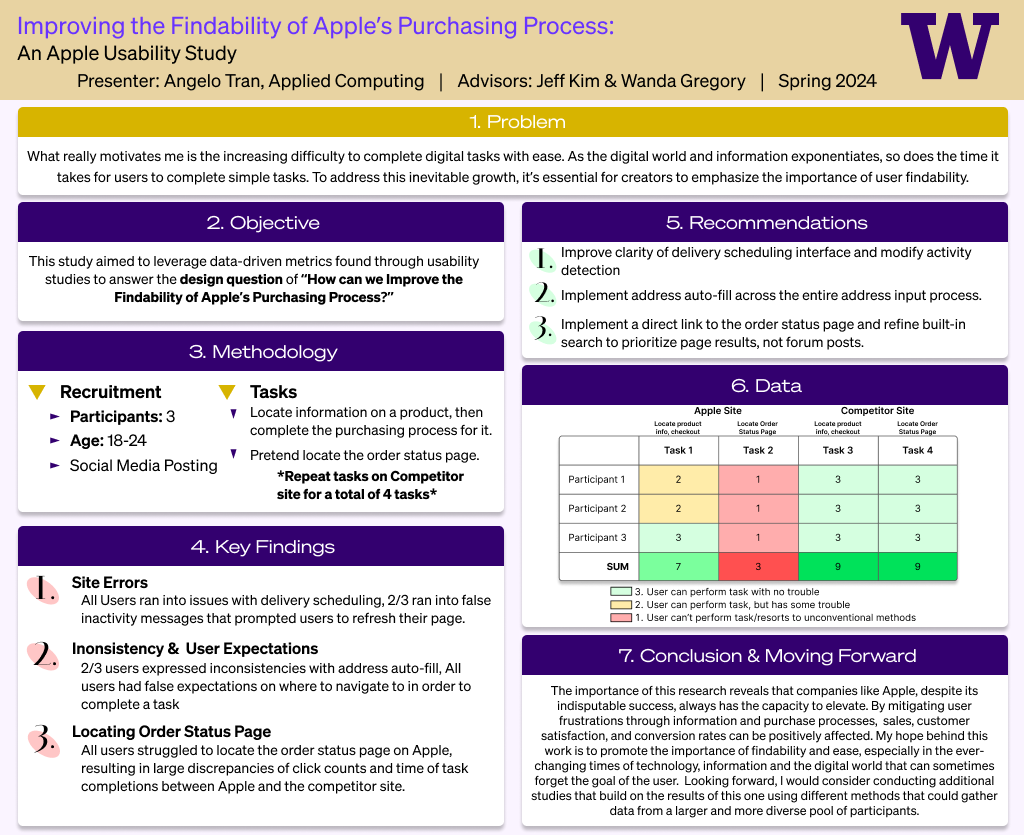 Improving the Findability of Apple's Purchasing Process:
An Apple Usability Study
Presenter: Angelo Tran, Applied Computing | Advisors: Jeff Kim & Wanda Gregory | Spring 2024
W
1. Problem
What really motivates me is the increasing difficulty to complete digital tasks with ease. As the digital world and information exponentiates, so does the time it
takes for users to complete simple tasks. To address this inevitable growth, it's essential for creators to emphasize the importance of user findability.
2. Objective
This study aimed to leverage data-driven metrics found through usability
studies to answer the design question of "How can we Improve the
Findability of Apple's Purchasing Process?"
3. Methodology
Recruitment
Participants: 3
Age: 18-24
Social Media Posting
Tasks
Locate information on a product, then
complete the purchasing process for it.
Pretend locate the order status page.
*Repeat tasks on Competitor
site for a total of 4 tasks*
4. Key Findings
1. Site Errors
All Users ran into issues with delivery scheduling, 2/3 ran into false
inactivity messages that prompted users to refresh their page.
2. Inonsistency & User Expectations
2/3 users expressed inconsistencies with address auto-fill, All
users had false expectations on where to navigate to in order to
complete a task
3. Locating Order Status Page
All users struggled to locate the order status page on Apple,
resulting in large discrepancies of click counts and time of task
completions between Apple and the competitor site.
5. Recommendations
1. Improve clarity of delivery scheduling interface and modify activity
detection
2. Implement address auto-fill across the entire address input process.
3. Implement a direct link to the order status page and refine built-in
search to prioritize page results, not forum posts.
6. Data
Apple Site Competitor Site
Locate product Locate Order Locate product Locate Order
info, checkout Status Page info, checkout Status Page
Task 1 Task 2 Task 3 Task 4
Participant 1 2 1 3 3
Participant 2 2 1 3 3
Participant 3 3 1 3 3
SUM 7 3 9 9
3. User can perform task with no trouble
2. User can perform task, but has some trouble
1. User can't perform task/resorts to unconventional methods
7. Conclusion & Moving Forward
The importance of this research reveals that companies like Apple, despite its
indisputable success, always has the capacity to elevate. By mitigating user
frustrations through information and purchase processes, sales, customer
satisfaction, and conversion rates can be positively affected. My hope behind this
work is to promote the importance of findability and ease, especially in the ever-
changing times of technology, information and the digital world that can sometimes
forget the goal of the user. Looking forward, I would consider conducting additional
studies that build on the results of this one using different methods that could gather
data from a larger and more diverse pool of participants.